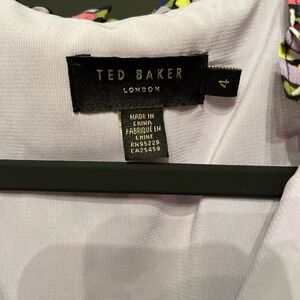 TED BAKER
LONDON
4
MADE IN
CHINA
FABRIQUÉ EN
CHINE
RN95229
CA25459